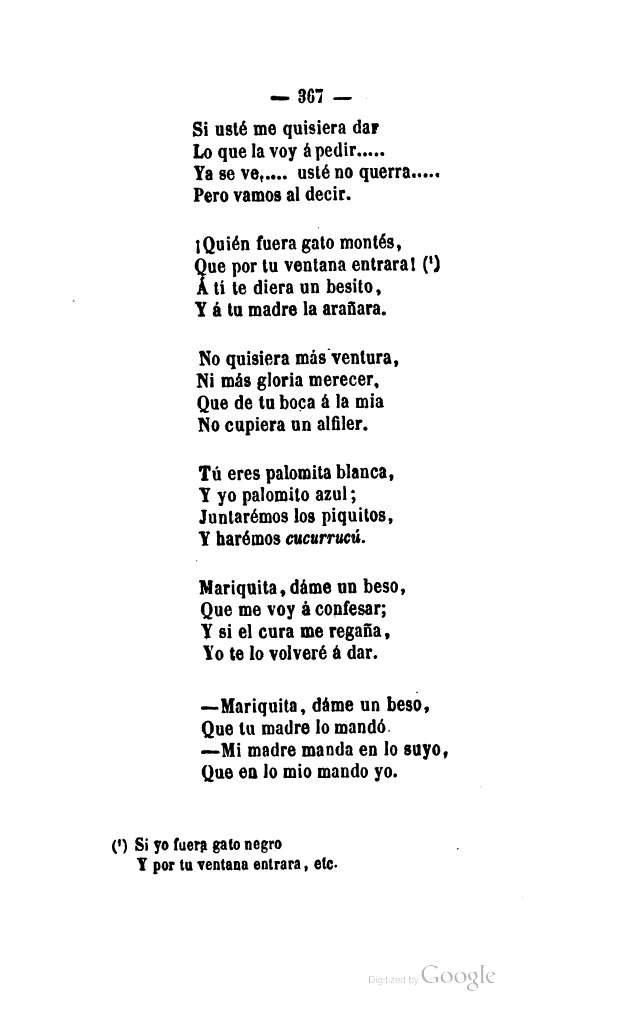 — 367 —
Si usté me quisiera dar
Lo que la voy á pedir.....
Ya se ve,.... usté no querra.....
Pero vamos al decir.
¡Quién fuera gato montés,
Que por tu ventana entrara! (¹)
Á ti te diera un besito,
Y á tu madre la arañara.
No quisiera más ventura,
Ni más gloria merecer,
Que de tu boca á la mia
No cupiera un alfiler.
Tú eres palomita blanca,
Y yo palomito azul;
Juntarémos los piquitos,
Y harémos cucurrucú.
Mariquita, dáme un beso,
Que me voy á confesar;
Y si el cura me regaña,
Yo te lo volveré á dar.
—Mariquita, dáme un beso,
Que tu madre lo mandó.
—Mi madre manda en lo suyo,
Que en lo mio mando yo.
(¹) Si yo fuera gato negro
Y por tu ventana entrara, etc.
Digitized by Google